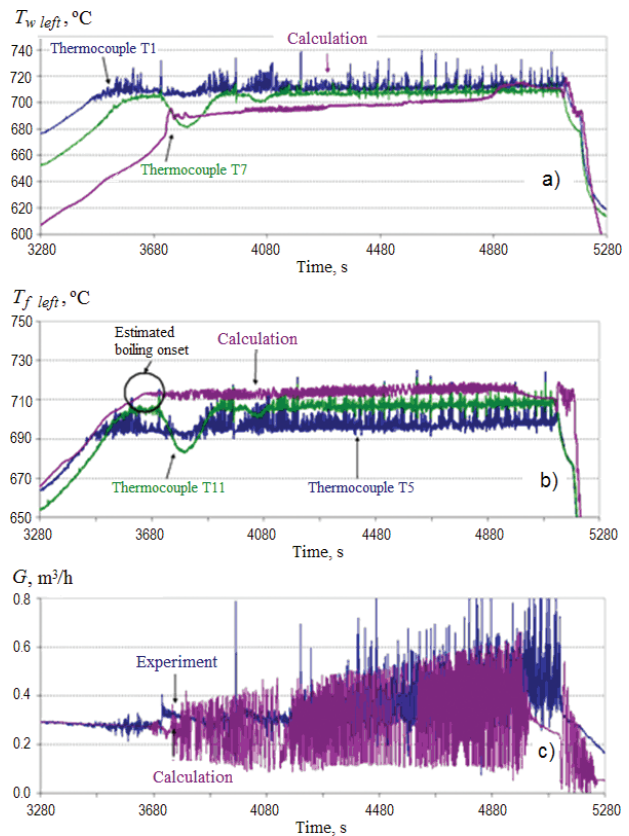 T_w left, ºC
740
720
700
680
660
640
620
600
Thermocouple T1
Calculation
Thermocouple T7
a)
3280 3680 4080 4480 4880 5280
Time, s
T_f left, ºC
750
730
710
690
670
650
Estimated
boiling onset
Calculation
Thermocouple T11
Thermocouple T5
b)
3280 3680 4080 4480 4880 5280
Time, s
G, m³/h
0.8
0.6
0.4
0.2
0.0
Experiment
Calculation
c)
3280 3680 4080 4480 4880 5280
Time, s